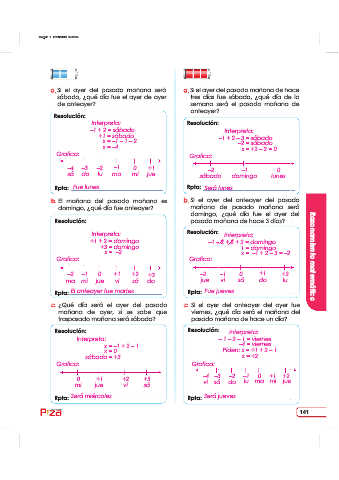 a. Si el ayer del pasado mañana será
sábado, ¿qué día fue el ayer de ayer
de anteayer?
Resolución:
Interpreta:
-1 + 2 = sábado
+1 = sábado
x = -1 - 1 - 2
x = -4
Grafica:
-4 -3 -2 -1 0 +1
sá do lu ma mi jue
Rpta: Fue lunes
b. El mañana del pasado mañana es
domingo, ¿qué día fue anteayer?
Resolución:
Interpreta:
+1 + 2 = domingo
+3 = domingo
x = -2
Grafica:
-2 -1 0 +1 +2 +3
ma mi jue vi sá do
Rpta: El anteayer fue martes
c. ¿Qué día será el ayer del pasado
mañana de ayer, si se sabe que
traspasado mañana será sábado?
Resolución:
Interpreta:
x = -1 + 2 - 1
x = 0
sábado = +3
Grafica:
0 +1 +2 +3
mi jue vi sá
Rpta: Será miércoles
a. Si el ayer del pasado mañana de hace
tres días fue sábado, ¿qué día de la
semana será el pasado mañana de
anteayer?
Resolución:
Interpreta:
-1 + 2 - 3 = sábado
-2 = sábado
x = +2 - 2 = 0
Grafica:
-2 -1 0
sábado domingo lunes
Rpta: Será lunes
b. Si el ayer del anteayer del pasado
mañana de pasado mañana será
domingo, ¿qué día fue el ayer del
pasado mañana de hace 3 días?
Resolución:
Interpreta:
1 = domingo
x = -1 + 2 - 3 = -2
Grafica:
-2 -1 0 +1 +2
jue vi sá do lu
Rpta: Fue jueves
c. Si el ayer del anteayer del ayer fue
viernes, ¿qué día será el mañana del
pasado mañana de hace un día?
Resolución:
Interpreta:
-1 - 2 - 1 = viernes
-4 = viernes
Piden: x = +1 + 2 - 1
x = +2
Grafica:
-4 -3 -2 -1 0 +1 +2
vi sá do lu ma mi jue
Rpta: Será jueves
Razonamiento matemático
141